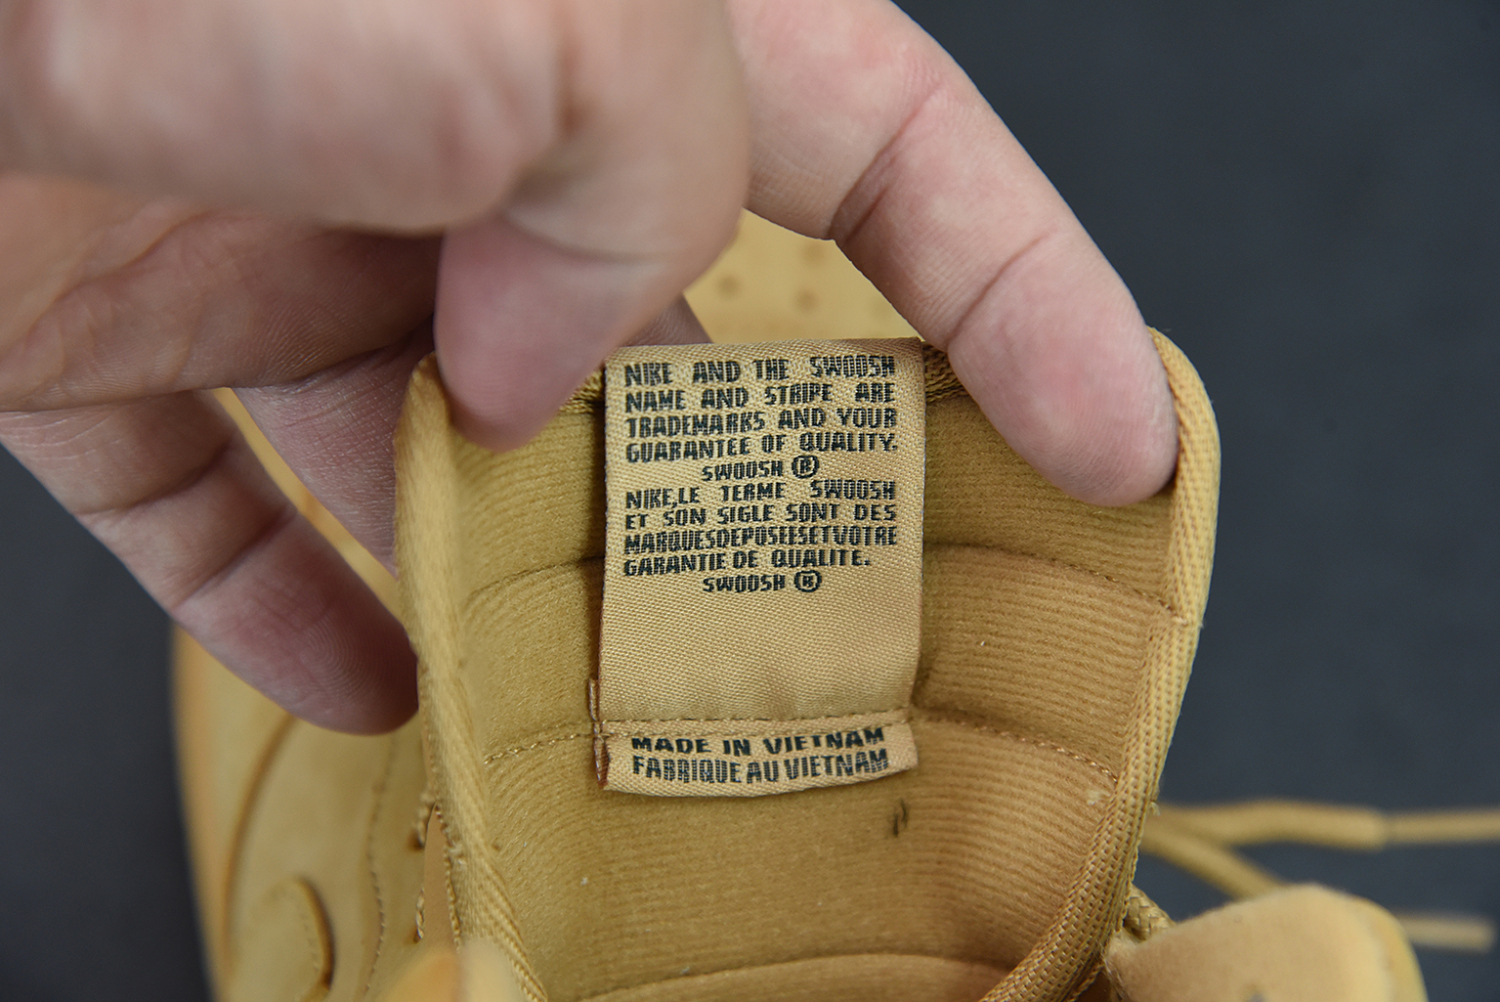 NIKE AND THE SWOOSH
NAME AND STRIPE ARE
TRADEMARKS AND YOUR
GUARANTEE OF QUALITY.
SWOOSH ®
NIKE,LE TERME SWOOSH
ET SON SIGLE SONT DES
MARQUESDEPOSEESETVOTRE
GARANTIE DE QUALITE.
SWOOSH ®
MADE IN VIETNAM
FABRIQUE AU VIETNAM